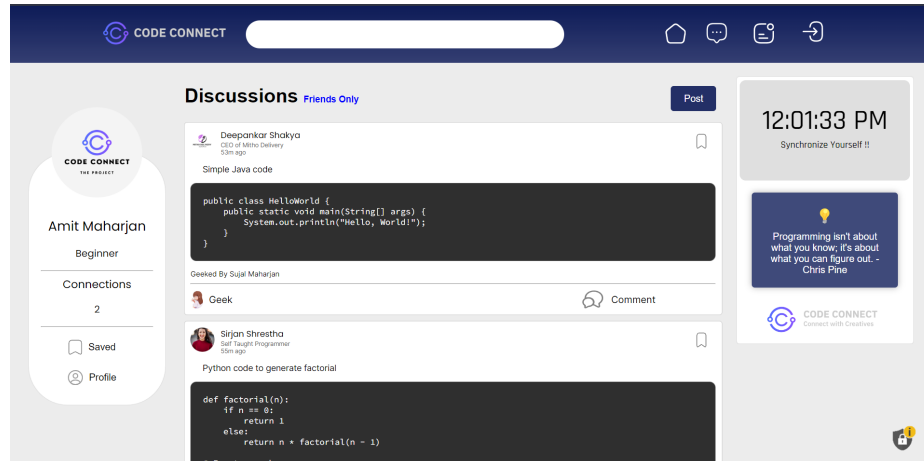 CODE CONNECT
CODE CONNECT
THE PROJECT
Amit Maharjan
Beginner
Connections
2
Saved
Profile
Discussions Friends Only
Post
Deepankar Shakya
CEO of Mitho Delivery
53m ago
Simple Java code
public class HelloWorld {
public static void main(String[] args) {
System.out.println("Hello, World!");
}
}
Geeked By Sujal Maharjan
Geek
Comment
Sirjan Shrestha
Self Taught Programmer
55m ago
Python code to generate factorial
def factorial(n):
if n == 0:
return 1
else:
return n * factorial(n - 1)
12:01:33 PM
Synchronize Yourself !!
Programming isn't about
what you know; it's about
what you can figure out. -
Chris Pine
CODE CONNECT
Connect with Creatives